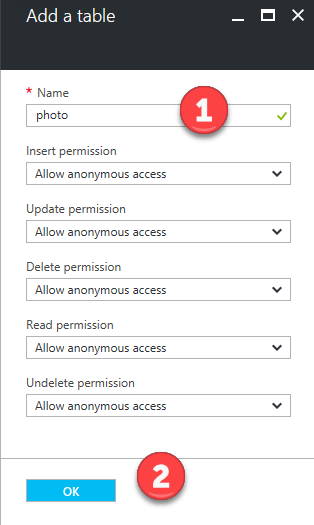 Add a table
* Name
photo
1
Insert permission
Allow anonymous access
Update permission
Allow anonymous access
Delete permission
Allow anonymous access
Read permission
Allow anonymous access
Undelete permission
Allow anonymous access
2
OK